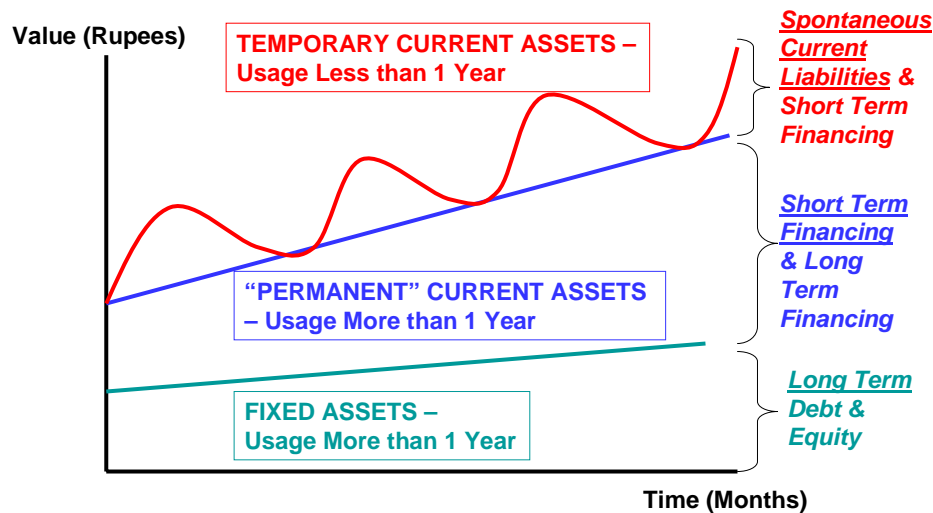 Value (Rupees)
TEMPORARY CURRENT ASSETS –
Usage Less than 1 Year
Spontaneous
Current
Liabilities &
Short Term
Financing
Short Term
Financing
& Long
Term
Financing
“PERMANENT” CURRENT ASSETS
– Usage More than 1 Year
Long Term
Debt &
Equity
FIXED ASSETS –
Usage More than 1 Year
Time (Months)